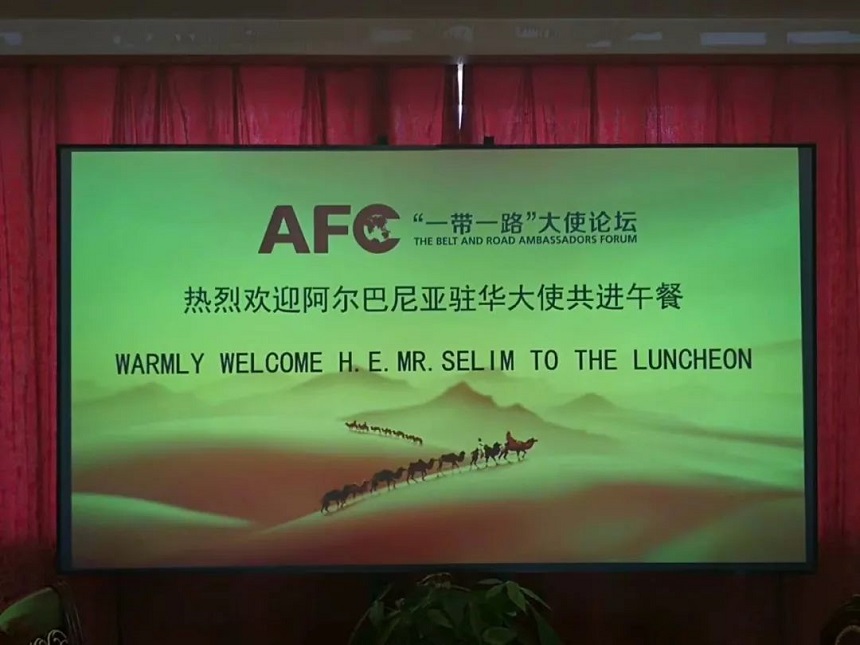 AFC
“一带一路”大使论坛
THE BELT AND ROAD AMBASSADORS FORUM
热烈欢迎阿尔巴尼亚驻华大使共进午餐
WARMLY WELCOME H.E.MR.SELIM TO THE LUNCHEON